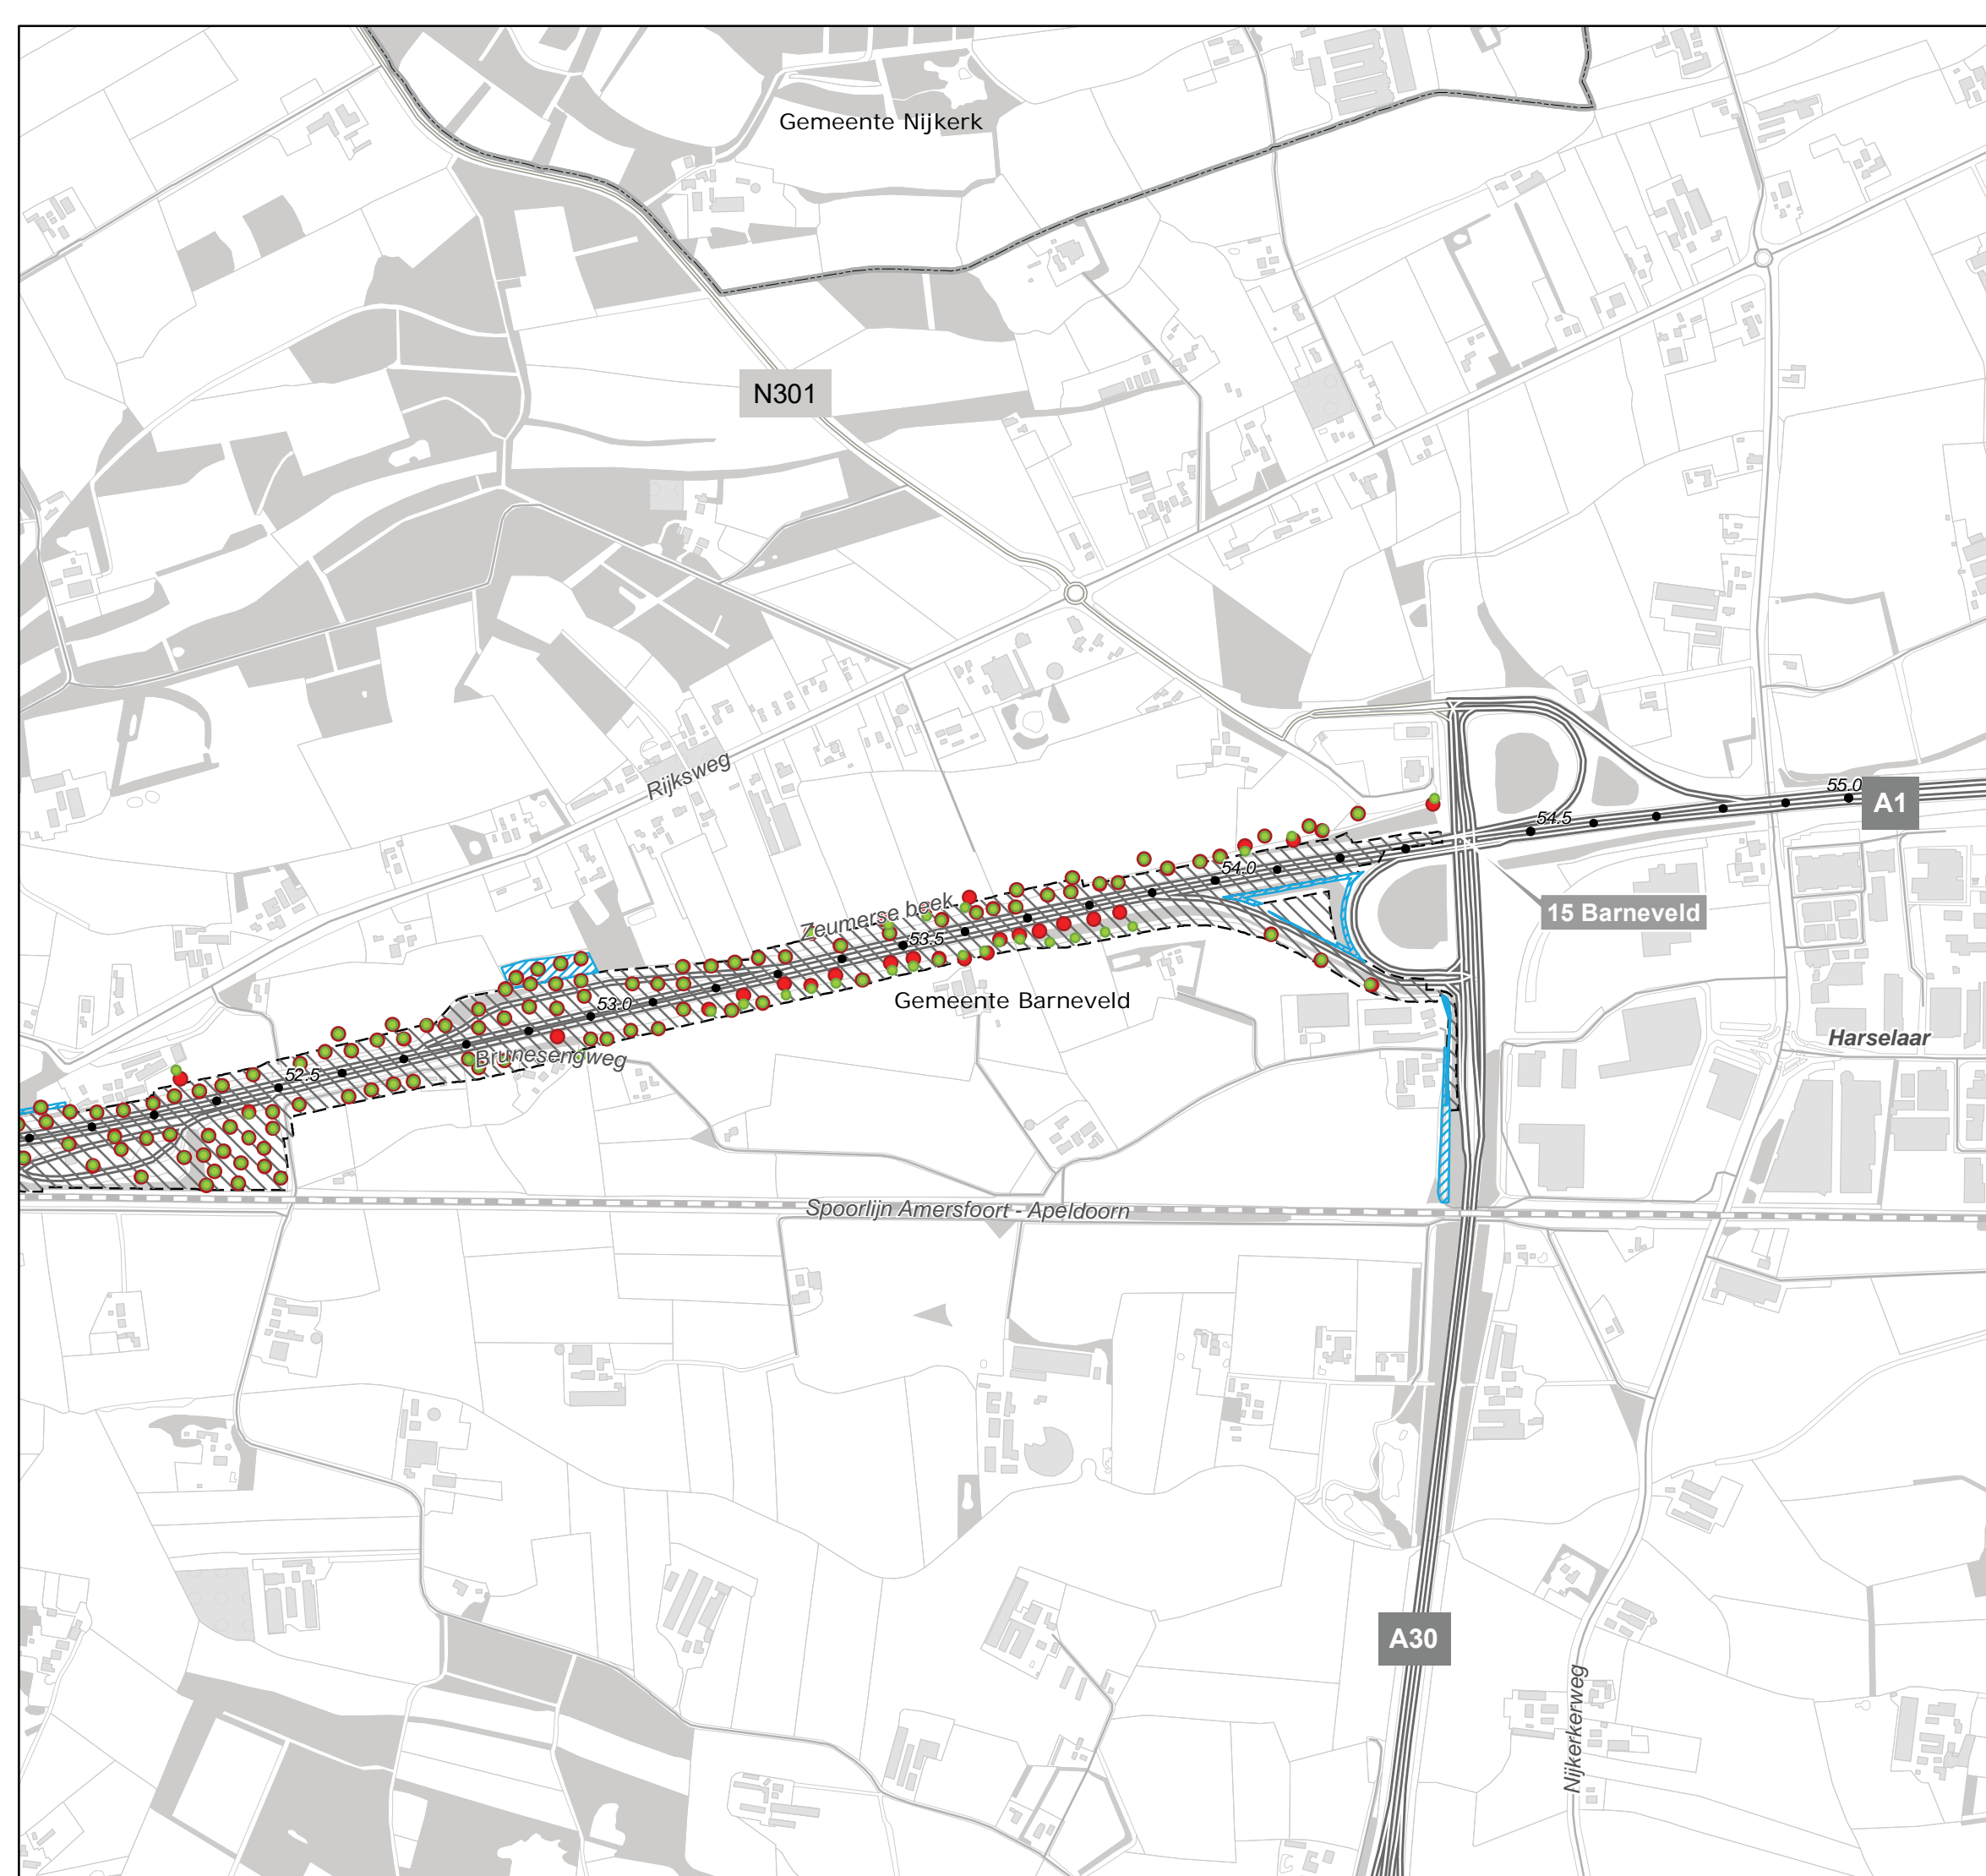 Gemeente Nijkerk
N301
Rijksweg
55.0
A1
54.5
54.0
15 Barneveld
Zeumerse beek
53.5
53.0
Gemeente Barneveld
Harselaar
Brunesengweg
52.5
Spoorlijn Amersfoort - Apeldoorn
A30
Nijkerkerweg